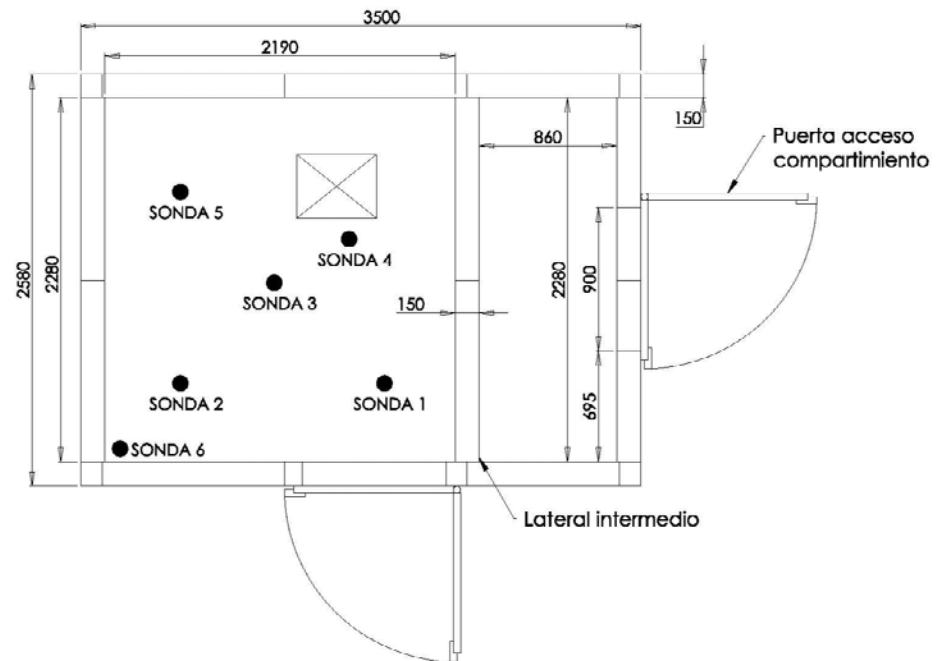 3500
2190
150
860
Puerta acceso
compartimiento
SONDA 5
SONDA 4
2580
2280
SONDA 3
150
2280
900
695
SONDA 2
SONDA 1
SONDA 6
Lateral intermedio